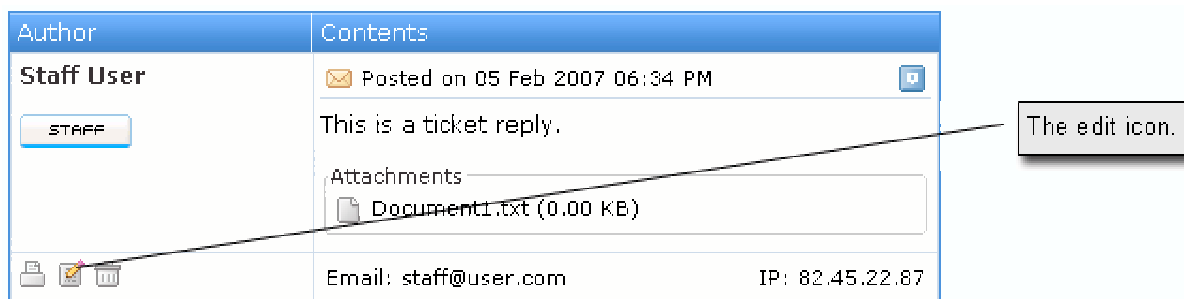 Author Contents
Staff User
Posted on 05 Feb 2007 06:34 PM
STAFF
This is a ticket reply.
The edit icon.
Attachments
Document1.txt (0.00 KB)
Email: staff@user.com IP: 82.45.22.87